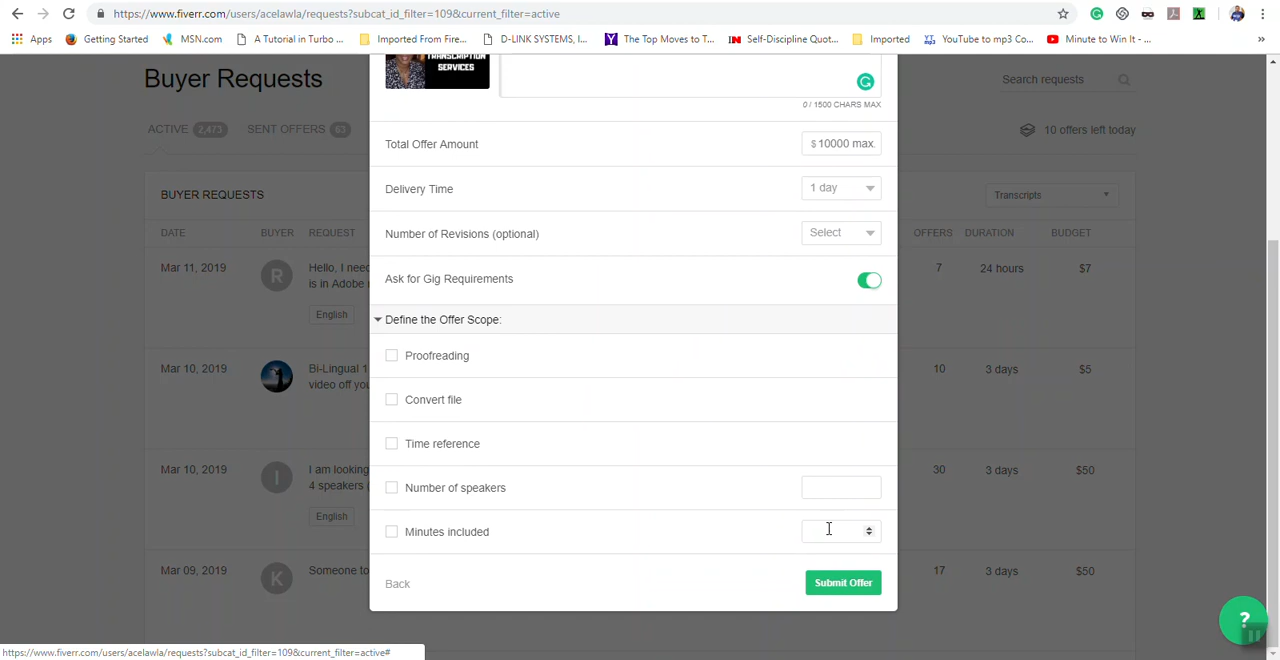 https://www.fiverr.com/users/acelawla/requests?subcat_id_filter=109&current_filter=active
Apps Getting Started MSN.com A Tutorial in Turbo ... Imported From Fire... D-LINK SYSTEMS, I... The Top Moves to T... Self-Discipline Quot... Imported YouTube to mp3 Co... Minute to Win It - ... »
Buyer Requests
Search requests
TRANSCRIPTION
SERVICES
0 / 1500 CHARS MAX
ACTIVE 2,473 SENT OFFERS 63
10 offers left today
Total Offer Amount $ 10000 max.
Delivery Time 1 day
BUYER REQUESTS
Transcripts
DATE BUYER REQUEST OFFERS DURATION BUDGET
Number of Revisions (optional) Select
Mar 11, 2019 R Hello, I nee 7 24 hours $7
is in Adobe
Ask for Gig Requirements
English
Define the Offer Scope:
Proofreading
Mar 10, 2019 Bi-Lingual 1 10 3 days $5
video off you
Convert file
Time reference
Mar 10, 2019 I I am looking 30 3 days $50
4 speakers (
Number of speakers
English
Minutes included
Mar 09, 2019 K Someone to 17 3 days $50
Back Submit Offer
?
https://www.fiverr.com/users/acelawla/requests?subcat_id_filter=109&current_filter=active#